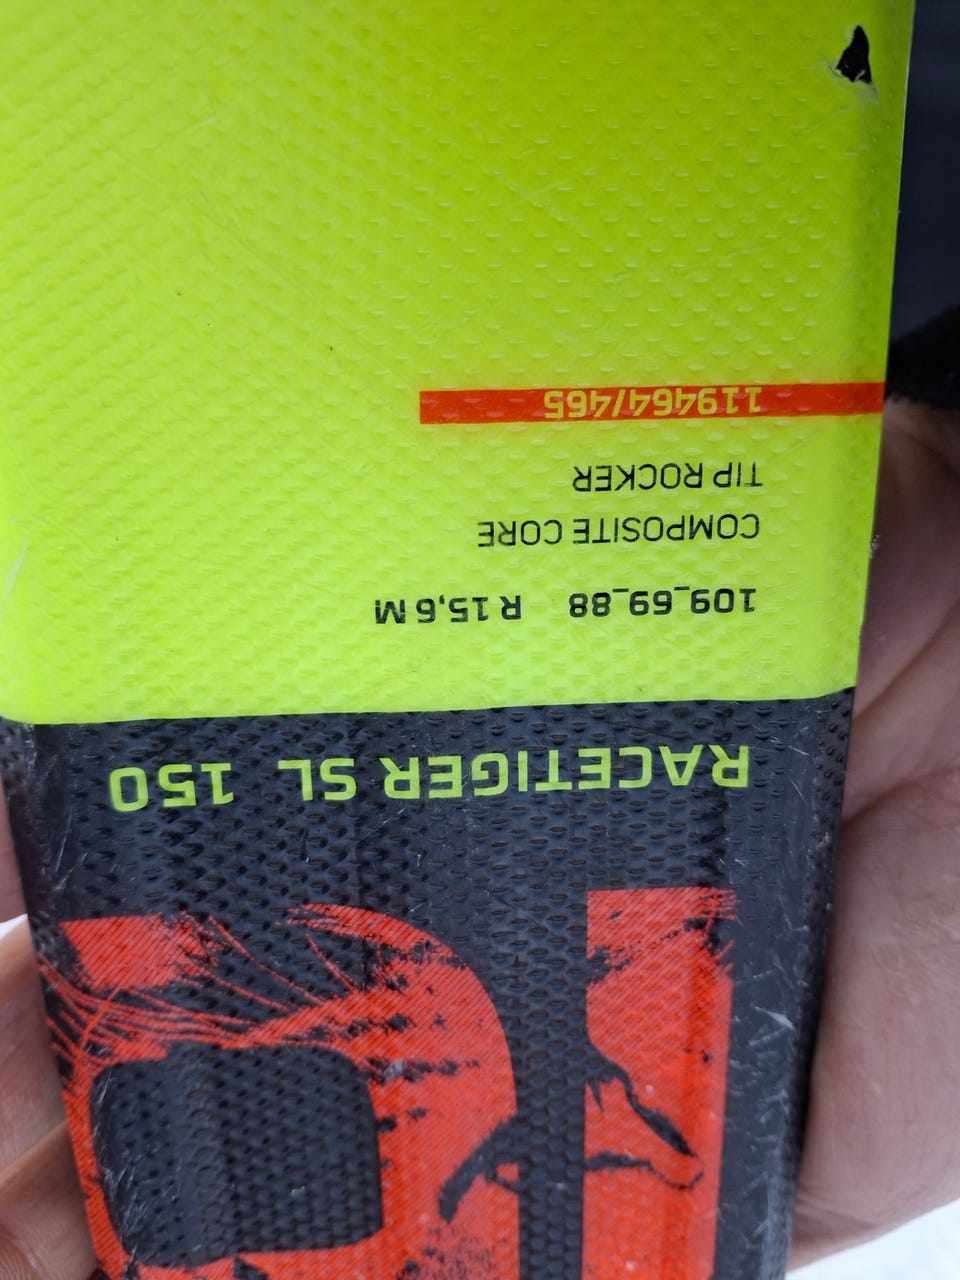 RACETIGER SL 150
109_69_88 R 15,6 M
COMPOSITE CORE
TIP ROCKER
119464/465